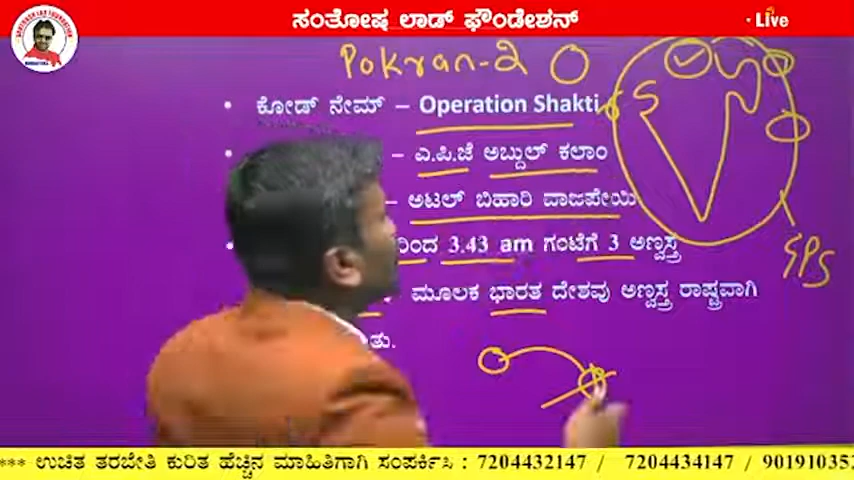 ಸಂತೋಷ ಲಾಡ್ ಫೌಂಡೇಶನ್
Live
Pokran-2
• ಕೋಡ್ ನೇಮ್ – Operation Shakti
• – ಎ.ಪಿ.ಜೆ ಅಬ್ದುಲ್ ಕಲಾಂ
– ಅಟಲ್ ಬಿಹಾರಿ ವಾಜಪೇಯಿ
ರಿಂದ 3.43 am ಗಂಟೆಗೆ 3 ಅಣ್ವಸ್ತ್ರ
ಮೂಲಕ ಭಾರತ ದೇಶವು ಅಣ್ವಸ್ತ್ರ ರಾಷ್ಟ್ರವಾಗಿ
ತು.
*** ಉಚಿತ ತರಬೇತಿ ಕುರಿತ ಹೆಚ್ಚಿನ ಮಾಹಿತಿಗಾಗಿ ಸಂಪರ್ಕಿಸಿ : 7204432147 / 7204434147 / 901910353